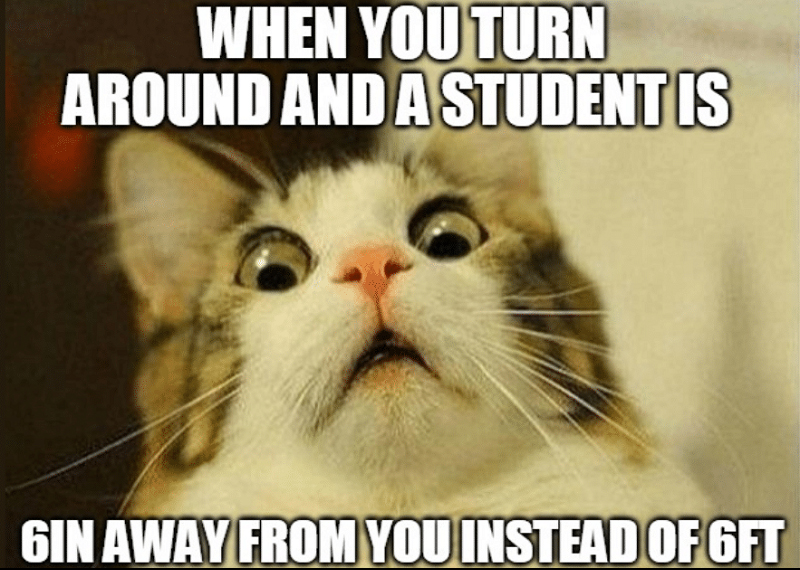 WHEN YOU TURN
AROUND AND A STUDENT IS
6IN AWAY FROM YOU INSTEAD OF 6FT